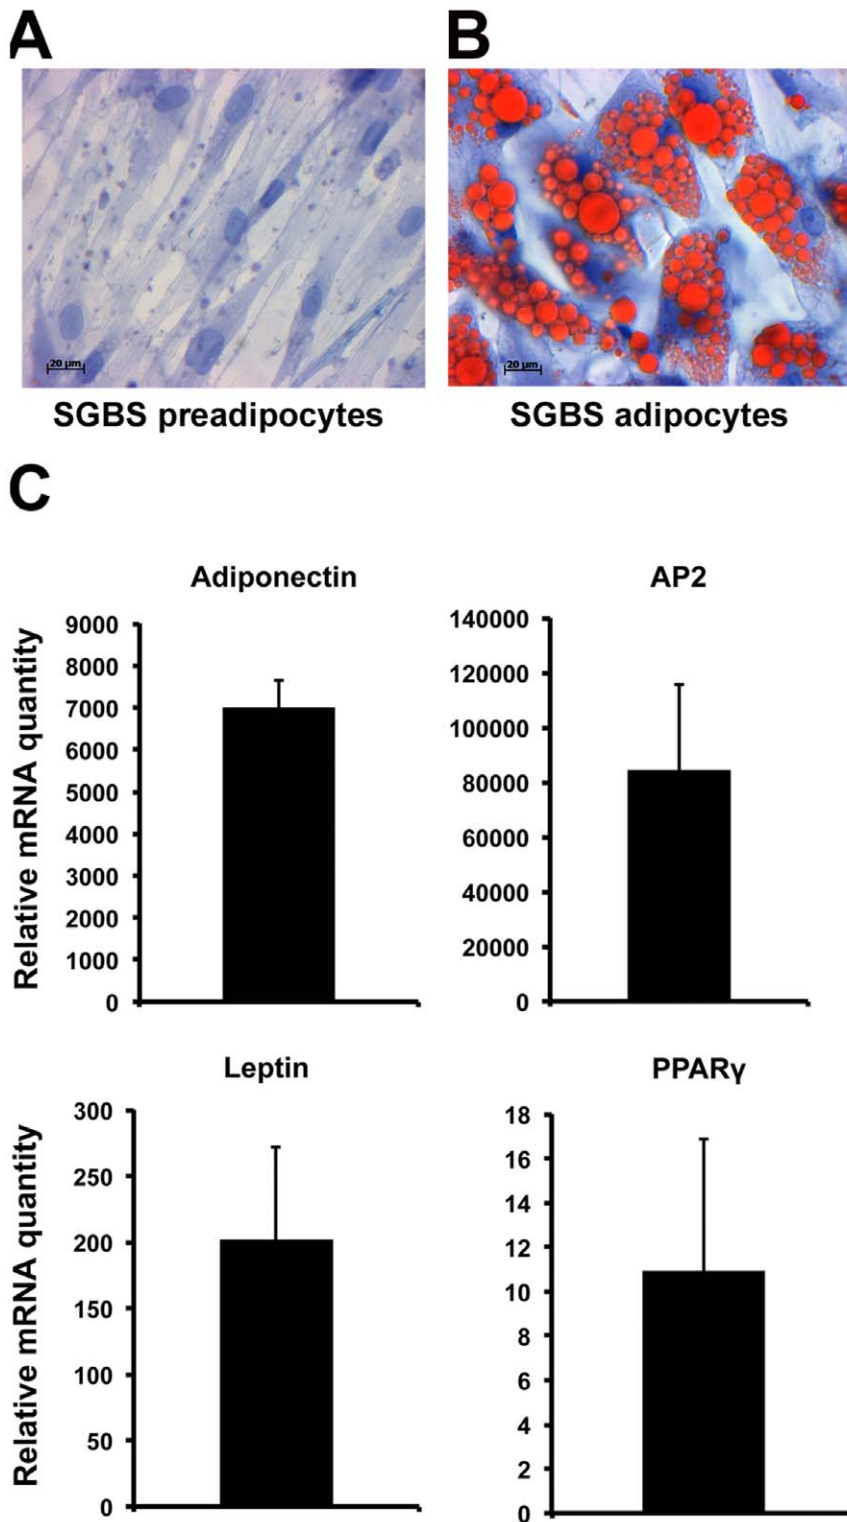 A
B
20 µm
20 µm
SGBS preadipocytes
SGBS adipocytes
C
Adiponectin
Relative mRNA quantity
9000
8000
7000
6000
5000
4000
3000
2000
1000
0
AP2
140000
120000
100000
80000
60000
40000
20000
0
Leptin
Relative mRNA quantity
300
250
200
150
100
50
0
PPARγ
18
16
14
12
10
8
6
4
2
0